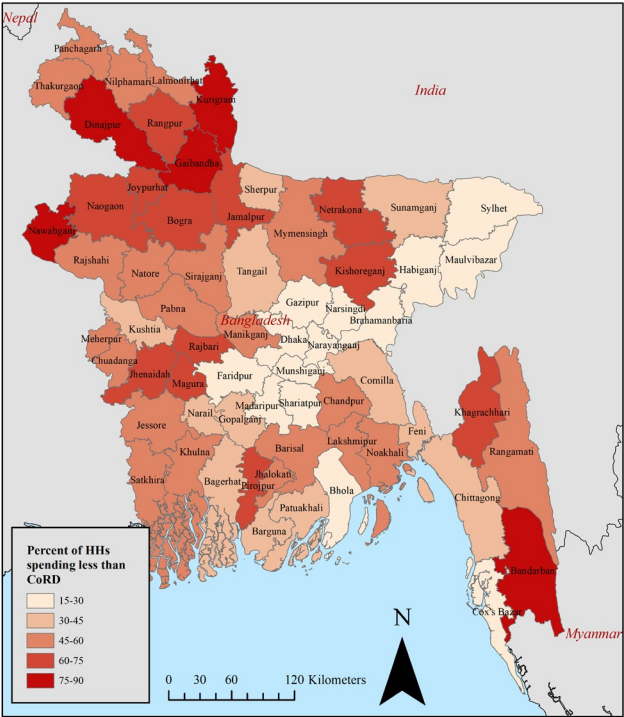 Nepal
Panchagarh
Thakurgaon
Nilphamari
Lalmonirhat
Kurigram
India
Dinajpur
Rangpur
Gaibandha
Joypurhat
Sherpur
Naogaon
Netrakona
Sunamganj
Sylhet
Bogra
Jamalpur
Mymensingh
Nawabganj
Kishoreganj
Habiganj
Maulvibazar
Rajshahi
Natore
Sirajganj
Tangail
Gazipur
Pabna
Narsingdi
Bangladesh
Brahamanbaria
Kushtia
Meherpur
Manikganj
Dhaka
Narayanganj
Rajbari
Chuadanga
Jhenaidah
Magura
Faridpur
Munshiganj
Comilla
Madaripur
Shariatpur
Chandpur
Narail
Gopalganj
Khagrachhari
Jessore
Feni
Khulna
Barisal
Lakshmipur
Noakhali
Rangamati
Satkhira
Bagerhat
Jhalokati
Pirojpur
Bhola
Chittagong
Patuakhali
Barguna
Bandarban
Cox's Bazar
Myanmar
Percent of HHs
spending less than
CoRD
15-30
30-45
45-60
60-75
75-90
N
0 30 60 120 Kilometers